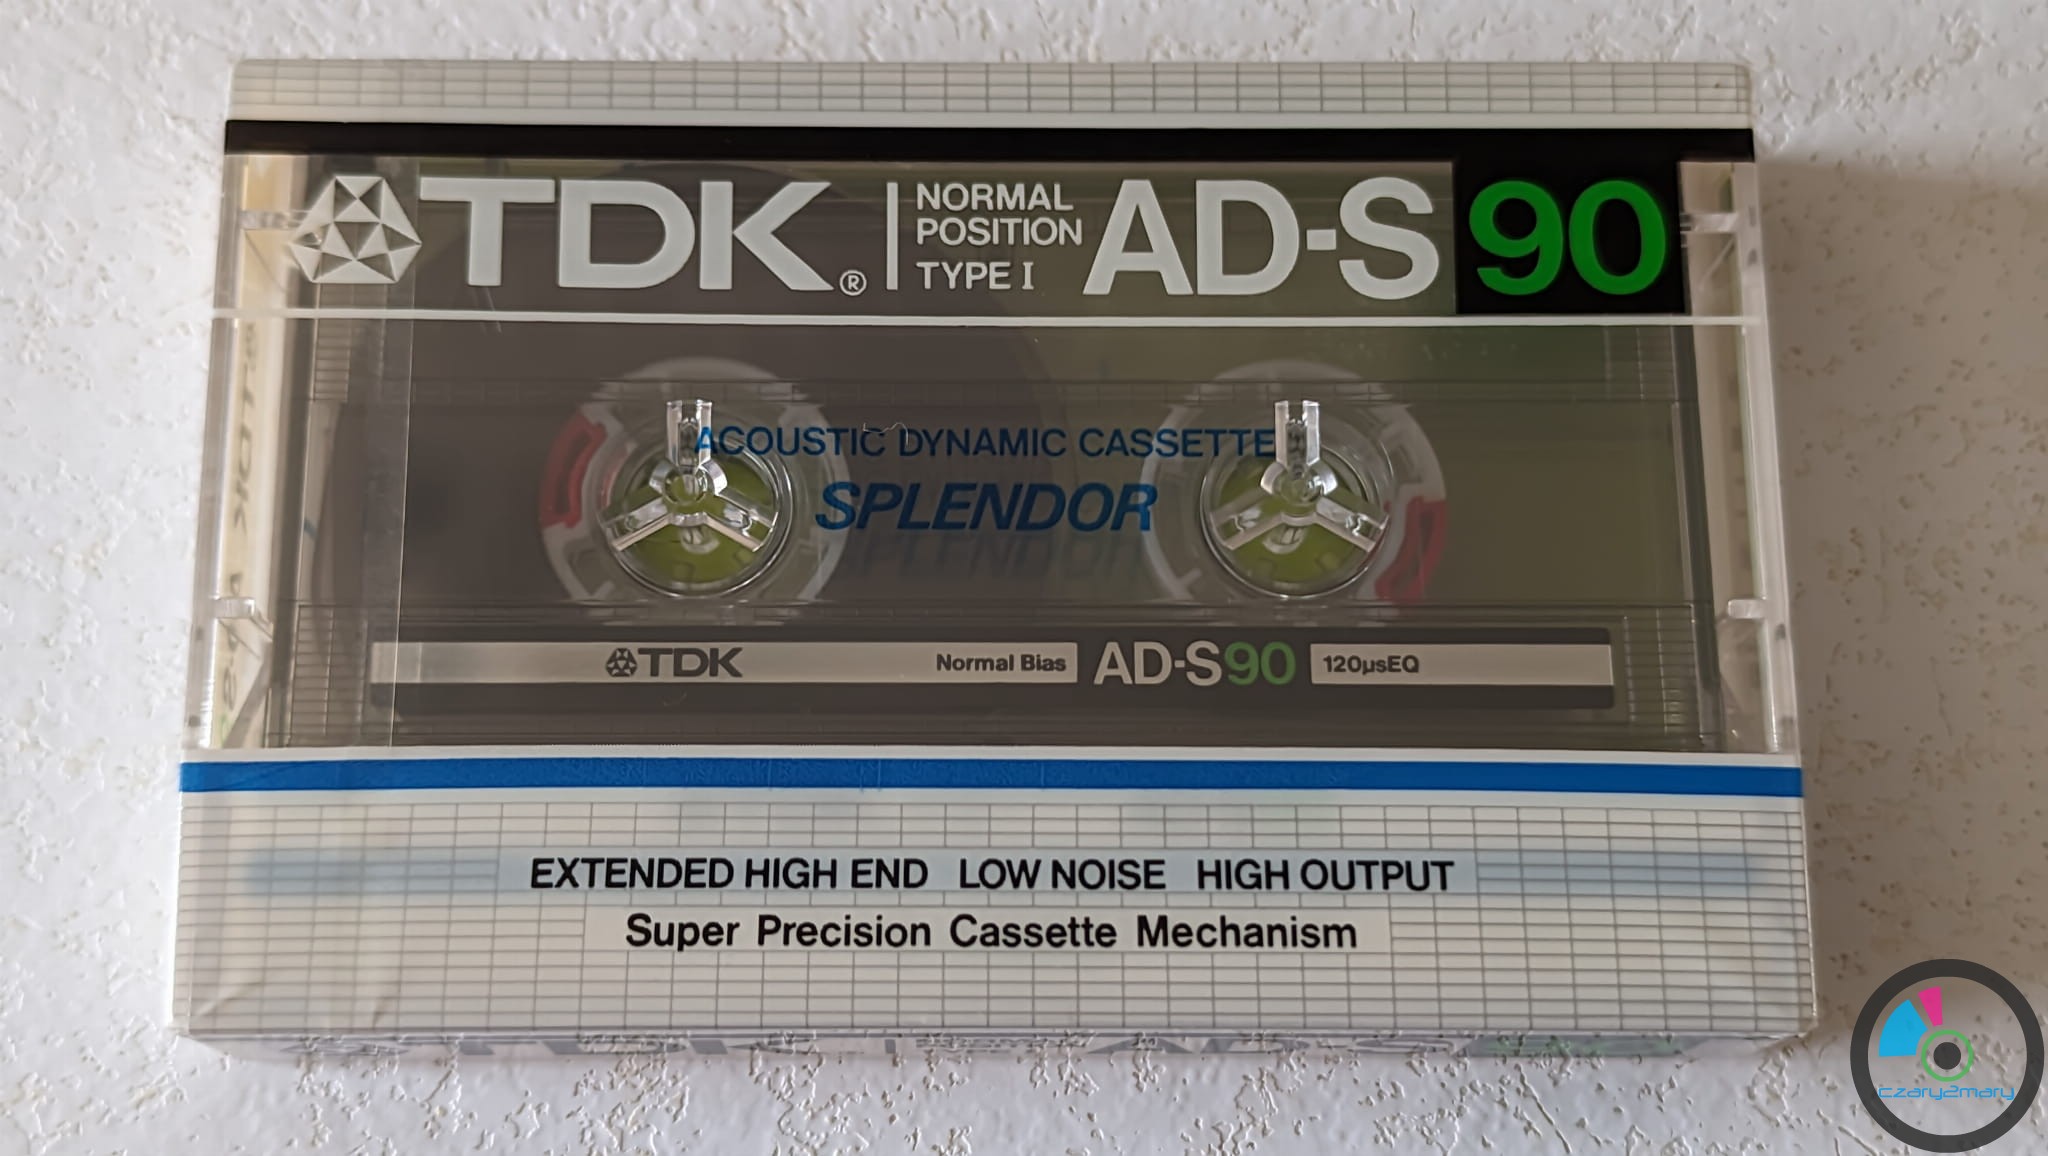 TDK® NORMAL POSITION TYPE I AD-S 90
ACOUSTIC DYNAMIC CASSETTE
SPLENDOR
TDK Normal Bias AD-S90 120µsEQ
EXTENDED HIGH END LOW NOISE HIGH OUTPUT
Super Precision Cassette Mechanism
czary2mary